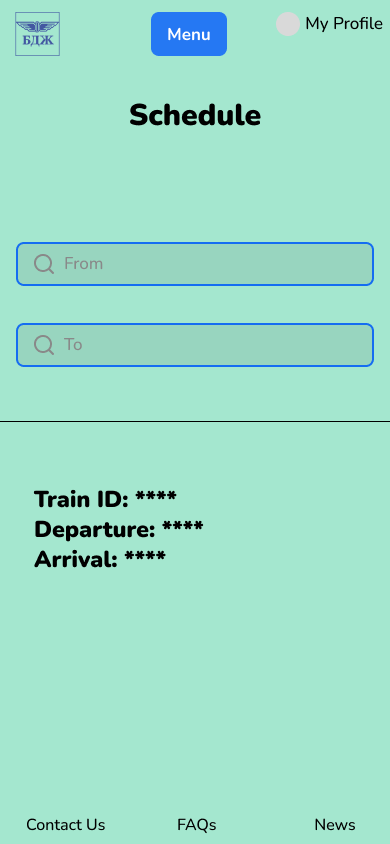 БДЖ
Menu
My Profile
Schedule
From
To
Train ID: ****
Departure: ****
Arrival: ****
Contact Us
FAQs
News